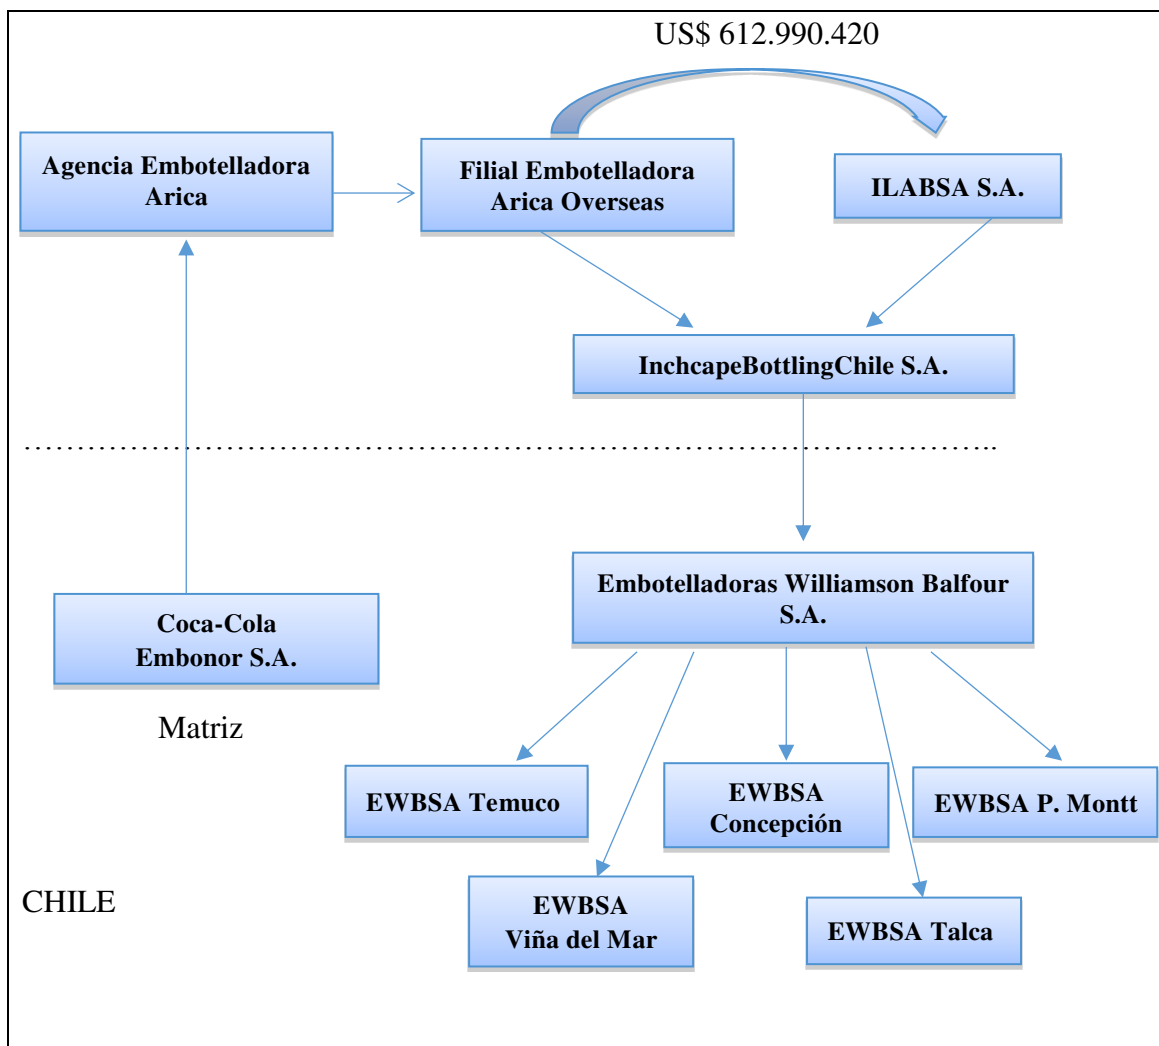 US$ 612.990.420
Agencia Embotelladora
Arica
Filial Embotelladora
Arica Overseas
ILABSA S.A.
InchcapeBottlingChile S.A.
Embotelladoras Williamson Balfour
S.A.
Coca-Cola
Embonor S.A.
Matriz
EWBSA Temuco
EWBSA
Concepción
EWBSA P. Montt
CHILE
EWBSA
Viña del Mar
EWBSA Talca